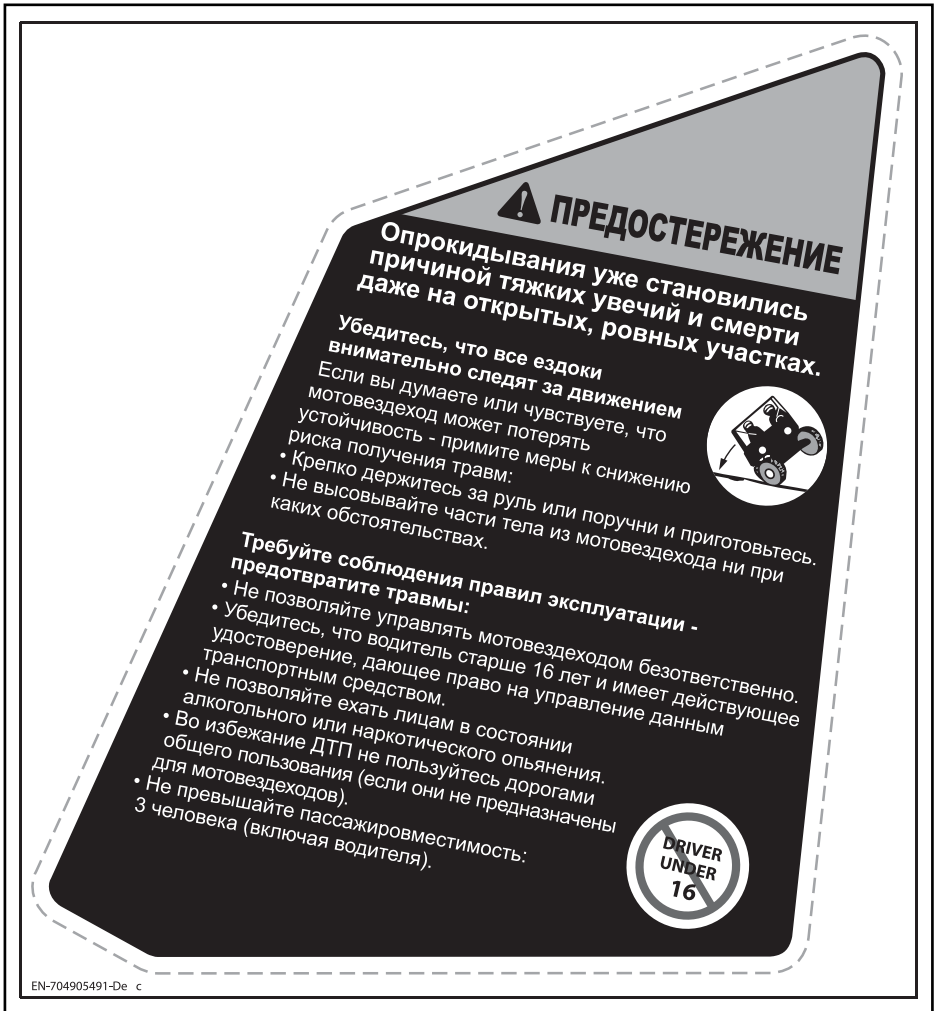 ПРЕДОСТЕРЕЖЕНИЕ
Опрокидывания уже становились
причиной тяжких увечий и смерти
даже на открытых, ровных участках.
Убедитесь, что все ездоки
внимательно следят за движением
Если вы думаете или чувствуете, что
мотовездеход может потерять
устойчивость - примите меры к снижению
риска получения травм:
• Крепко держитесь за руль или поручни и приготовьтесь.
• Не высовывайте части тела из мотовездехода ни при
каких обстоятельствах.
Требуйте соблюдения правил эксплуатации -
предотвратите травмы:
• Не позволяйте управлять мотовездеходом безответственно.
• Убедитесь, что водитель старше 16 лет и имеет действующее
удостоверение, дающее право на управление данным
транспортным средством.
• Не позволяйте ехать лицам в состоянии
алкогольного или наркотического опьянения.
• Во избежание ДТП не пользуйтесь дорогами
общего пользования (если они не предназначены
для мотовездеходов).
• Не превышайте пассажировместимость:
3 человека (включая водителя).
DRIVER
UNDER
16
EN-704905491-De c